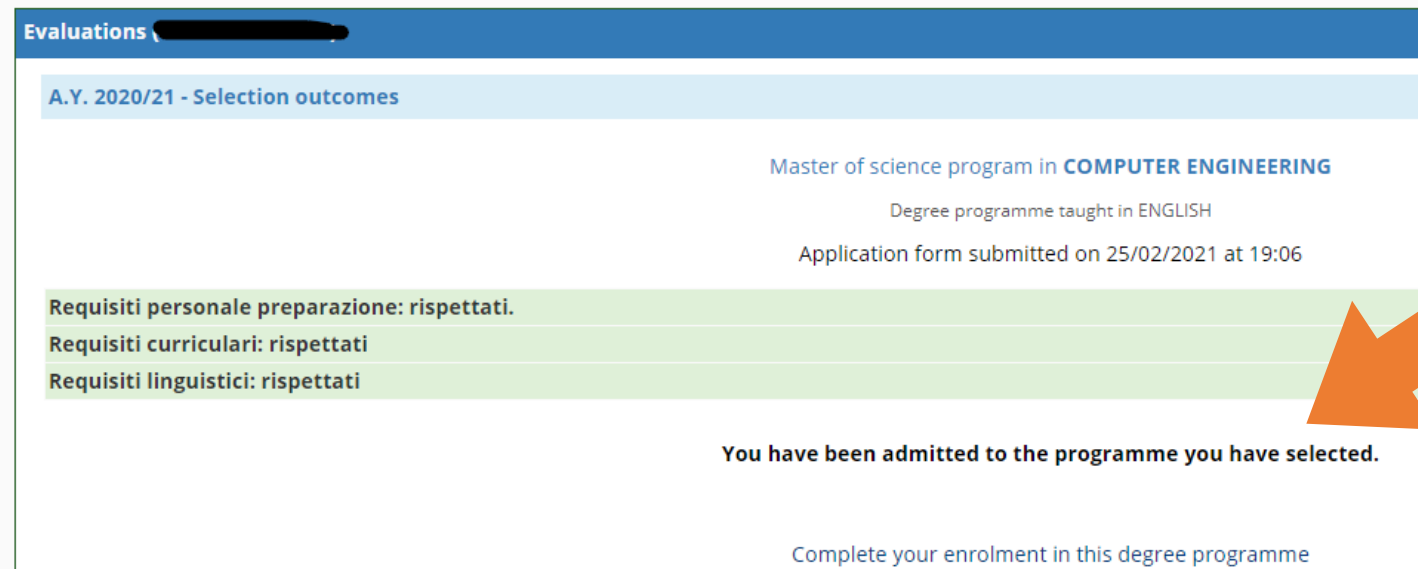 Evaluations (
A.Y. 2020/21 - Selection outcomes
Master of science program in COMPUTER ENGINEERING
Degree programme taught in ENGLISH
Application form submitted on 25/02/2021 at 19:06
Requisiti personale preparazione: rispettati.
Requisiti curriculari: rispettati
Requisiti linguistici: rispettati
You have been admitted to the programme you have selected.
Complete your enrolment in this degree programme